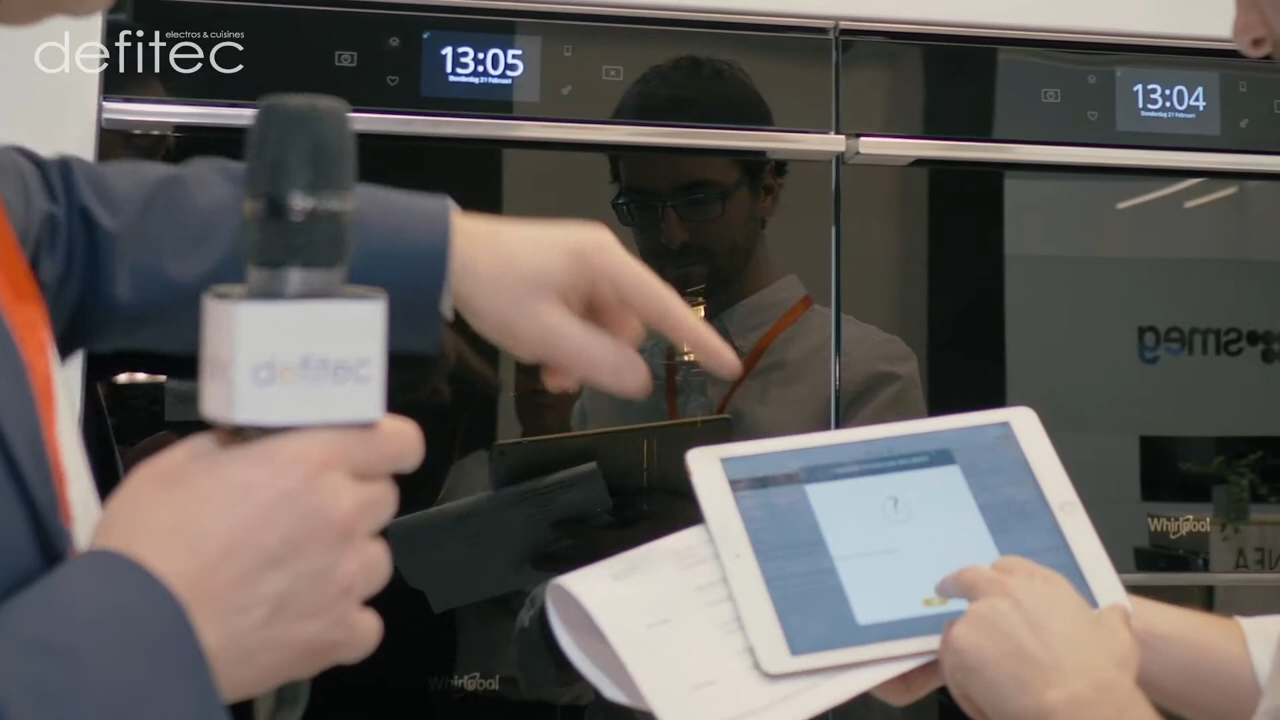 electros & cuisines
defitec
13:05
Donderdag 21 Februari
13:04
Donderdag 21 Februari
defitec
smeg
Whirlpool
Whirlpool
?